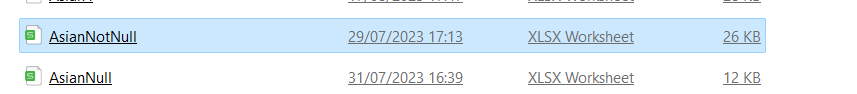 AsianNotNull 29/07/2023 17:13 XLSX Worksheet 26 KB
AsianNull 31/07/2023 16:39 XLSX Worksheet 12 KB